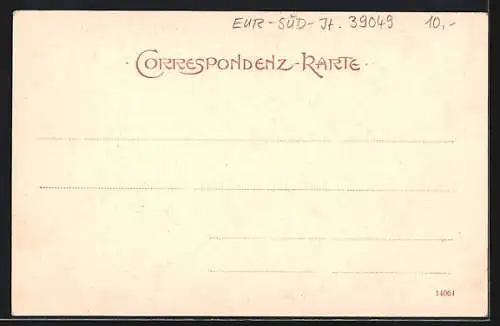 EUR-SÜD-It. 39049 10,-
· CORRESPONDENZ-KARTE ·
14061